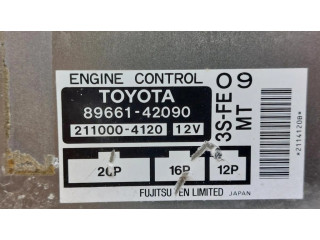 ENGINE CONTROL
TOYOTA
89661-42090
211000-4120 12V
3S-FE
MT
09
20P 16P 12P
FUJITSU TEN LIMITED JAPAN
*21141208*